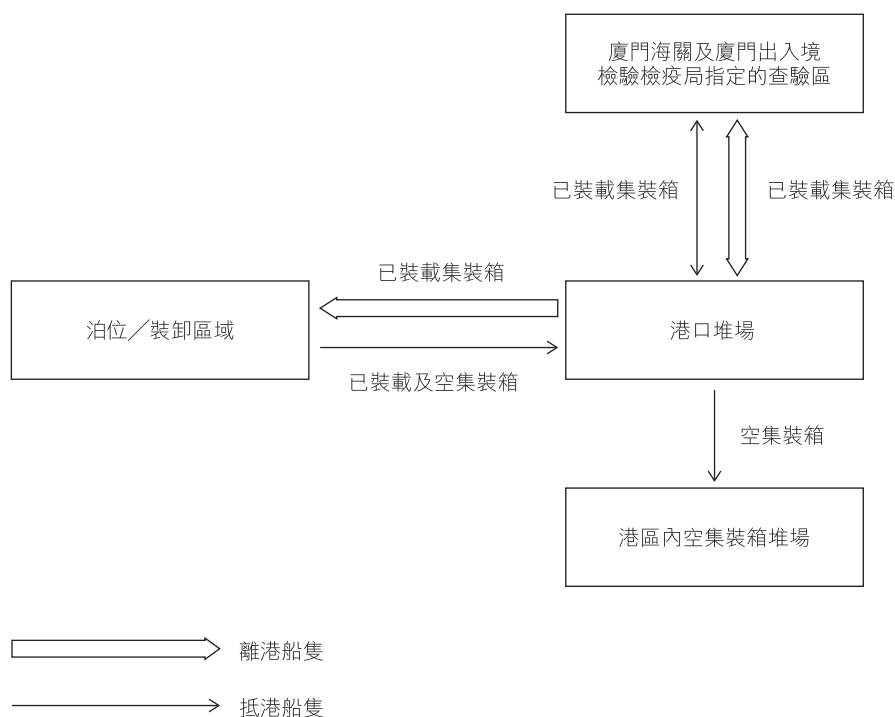 廈門海關及廈門出入境
檢驗檢疫局指定的查驗區
已裝載集裝箱
已裝載集裝箱
已裝載集裝箱
泊位／裝卸區域
港口堆場
已裝載及空集裝箱
空集裝箱
港區內空集裝箱堆場
離港船隻
抵港船隻